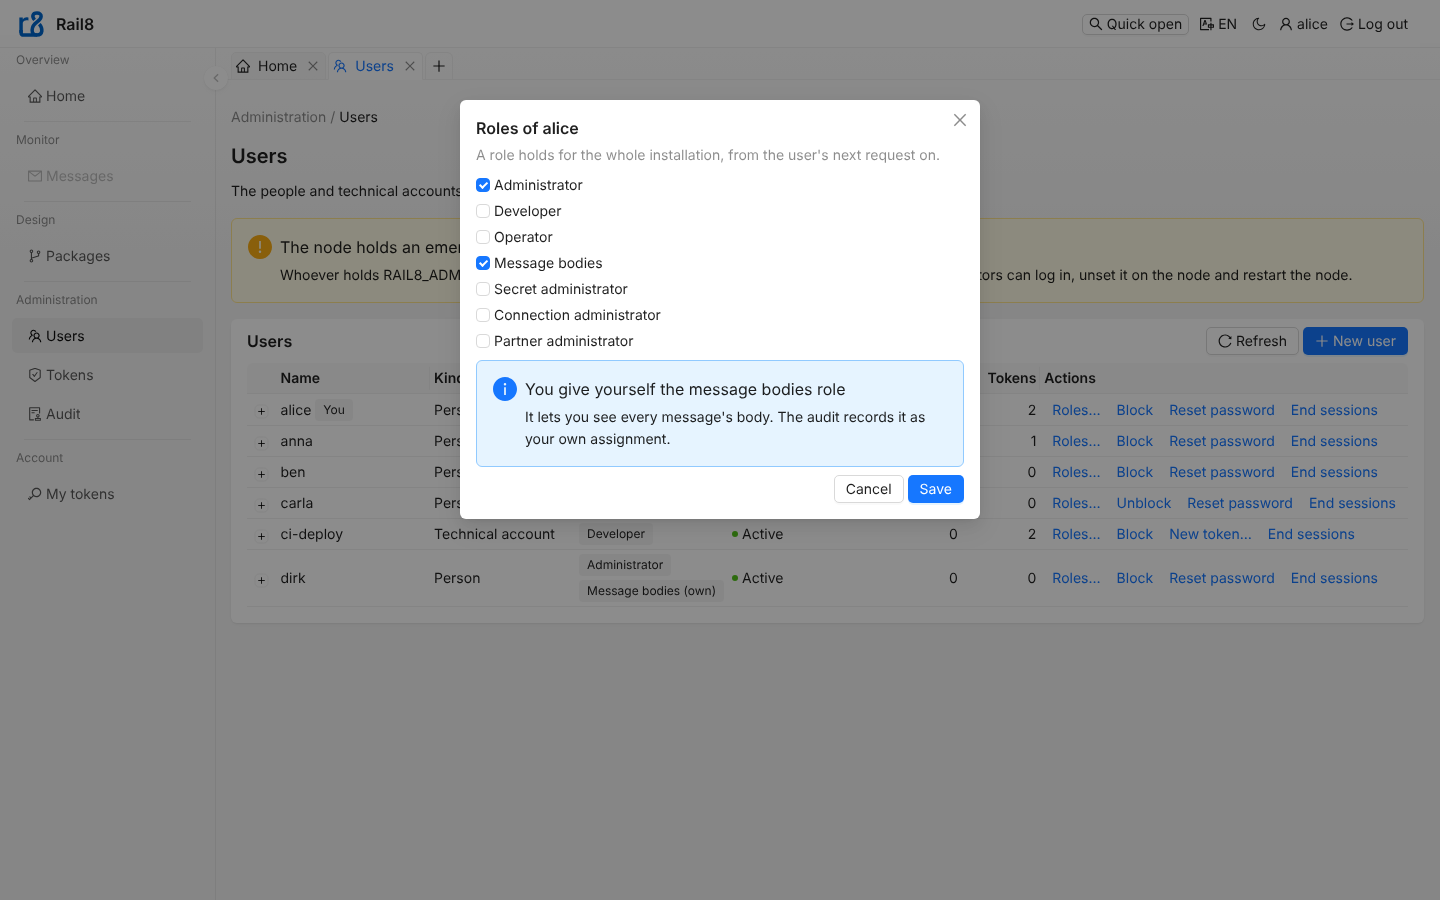 Rail8
Quick open
EN
alice
Log out
Overview
Home
Monitor
Messages
Design
Packages
Administration
Users
Tokens
Audit
Account
My tokens
Home
Users
Administration / Users
Users
The people and technical accounts
The node holds an emer
Whoever holds RAIL8_ADM
tors can log in, unset it on the node and restart the node.
Users
Refresh
New user
Name Kind Tokens Actions
alice You Pers 2 Roles... Block Reset password End sessions
anna Pers 1 Roles... Block Reset password End sessions
ben Pers 0 Roles... Block Reset password End sessions
carla Pers 0 Roles... Unblock Reset password End sessions
ci-deploy Technical account Developer Active 0 2 Roles... Block New token... End sessions
dirk Person Administrator Message bodies (own) Active 0 0 Roles... Block Reset password End sessions
Roles of alice
A role holds for the whole installation, from the user's next request on.
Administrator
Developer
Operator
Message bodies
Secret administrator
Connection administrator
Partner administrator
You give yourself the message bodies role
It lets you see every message's body. The audit records it as
your own assignment.
Cancel
Save